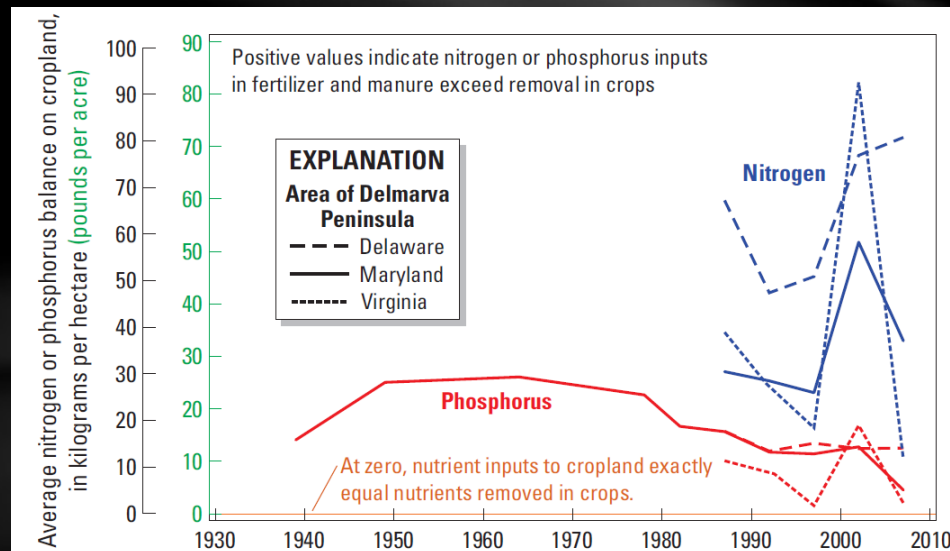 Average nitrogen or phosphorus balance on cropland,
in kilograms per hectare (pounds per acre)
100
90
80
70
60
50
40
30
20
10
0
90
80
70
60
50
40
30
20
10
0
Positive values indicate nitrogen or phosphorus inputs
in fertilizer and manure exceed removal in crops
EXPLANATION
Area of Delmarva
Peninsula
Delaware
Maryland
Virginia
Nitrogen
Phosphorus
At zero, nutrient inputs to cropland exactly
equal nutrients removed in crops.
1930 1940 1950 1960 1970 1980 1990 2000 2010